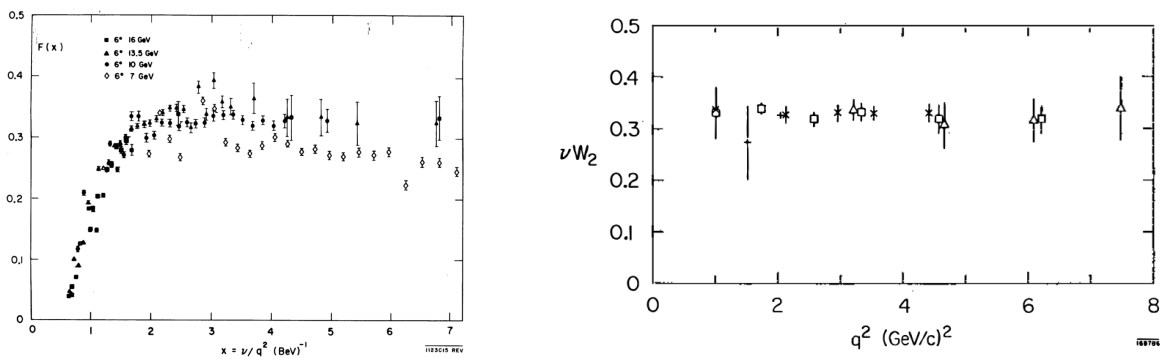 0.5
0.4
0.3
0.2
0.1
0
F(x)
6° 16 GeV
6° 13.5 GeV
6° 10 GeV
6° 7 GeV
0 1 2 3 4 5 6 7
x = ν/q² (BeV)⁻¹
1123C15 REV
0.5
0.4
0.3
0.2
0.1
0
νW₂
0 2 4 6 8
q² (GeV/c)²